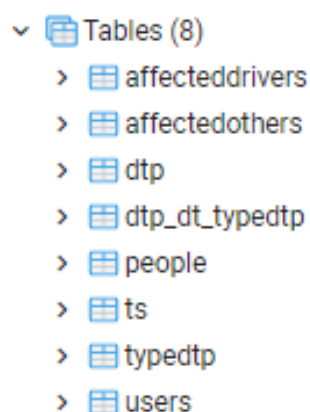 Tables (8)
affecteddrivers
affectedothers
dtp
dtp_dt_typedtp
people
ts
typedtp
users